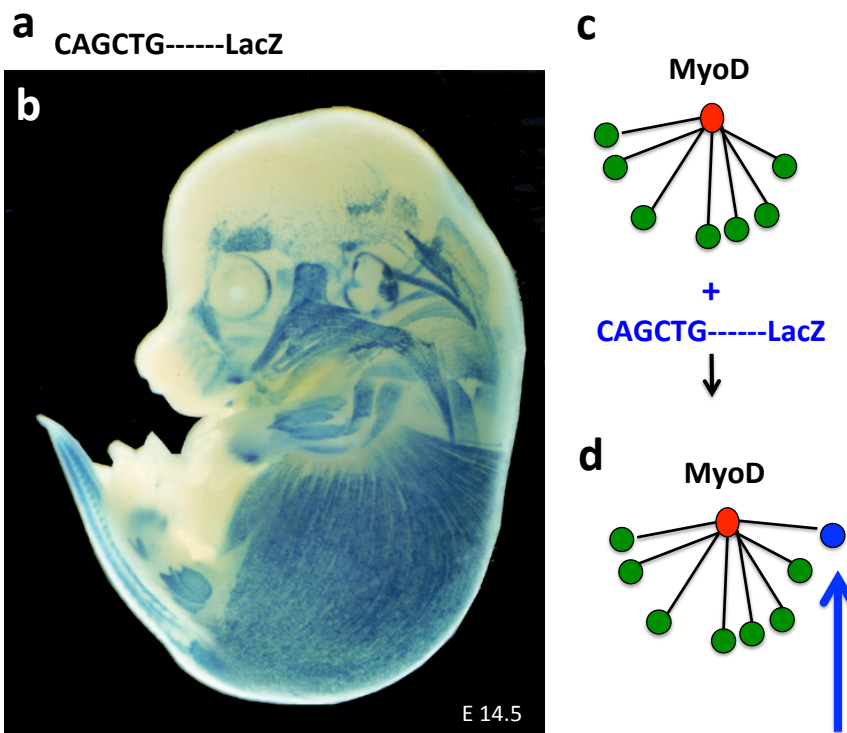 a
CAGCTG------LacZ
b
E 14.5
c
MyoD
+
CAGCTG------LacZ
d
MyoD